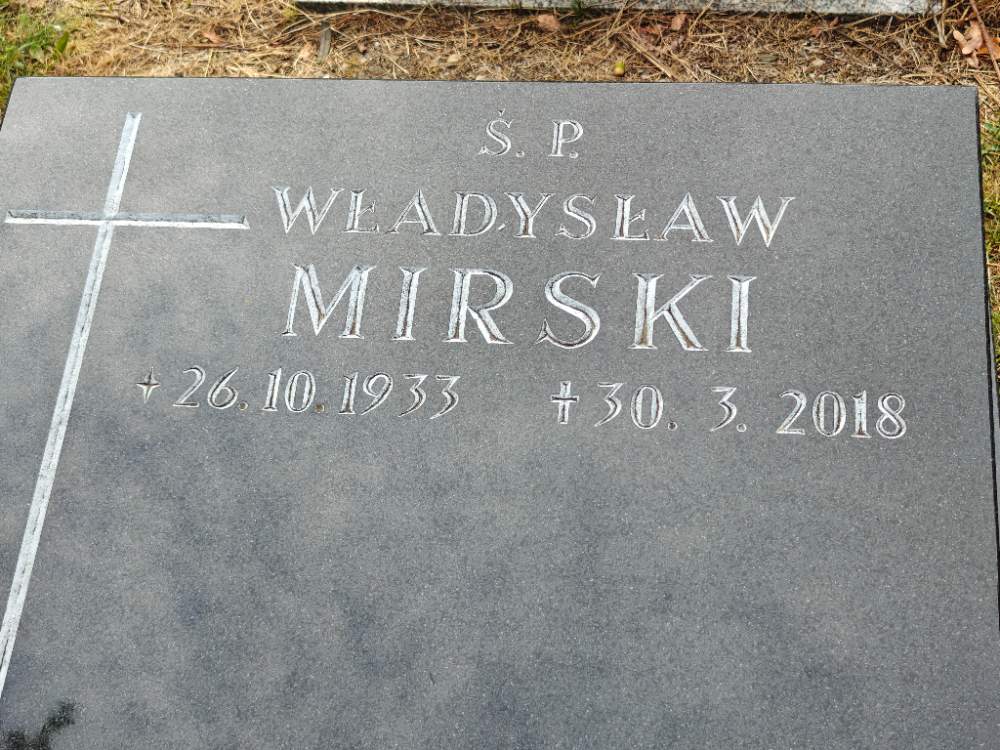 Ś. P.
WŁADYSŁAW
MIRSKI
26.10.1933 30. 3. 2018